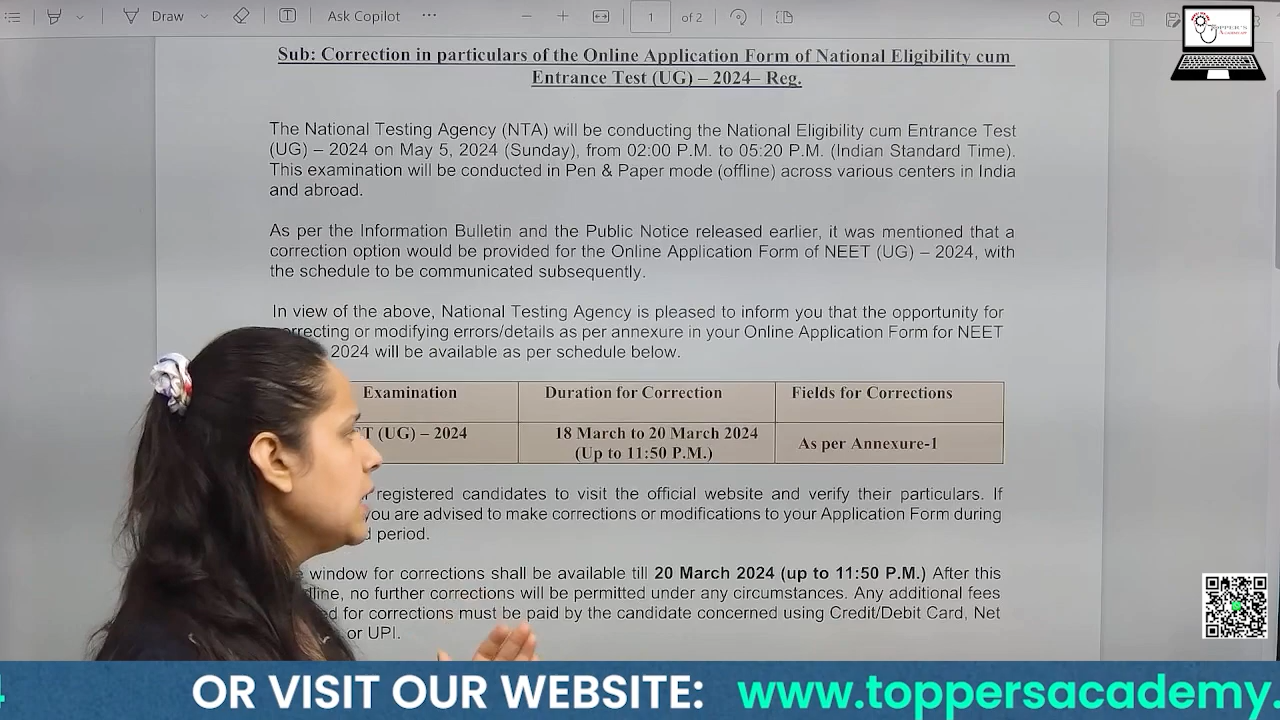 Draw
Ask Copilot
1
of 2
TOPPER'S
Sub: Correction in particulars of the Online Application Form of National Eligibility cum
Entrance Test (UG) – 2024– Reg.
The National Testing Agency (NTA) will be conducting the National Eligibility cum Entrance Test
(UG) – 2024 on May 5, 2024 (Sunday), from 02:00 P.M. to 05:20 P.M. (Indian Standard Time).
This examination will be conducted in Pen & Paper mode (offline) across various centers in India
and abroad.
As per the Information Bulletin and the Public Notice released earlier, it was mentioned that a
correction option would be provided for the Online Application Form of NEET (UG) – 2024, with
the schedule to be communicated subsequently.
In view of the above, National Testing Agency is pleased to inform you that the opportunity for
or modifying errors/details as per annexure in your Online Application Form for NEET
2024 will be available as per schedule below.
Examination Duration for Correction Fields for Corrections
T (UG) – 2024 18 March to 20 March 2024 As per Annexure-1
(Up to 11:50 P.M.)
registered candidates to visit the official website and verify their particulars. If
you are advised to make corrections or modifications to your Application Form during
period.
window for corrections shall be available till 20 March 2024 (up to 11:50 P.M.) After this
no further corrections will be permitted under any circumstances. Any additional fees
for corrections must be paid by the candidate concerned using Credit/Debit Card, Net
or UPI.
OR VISIT OUR WEBSITE: www.toppersacademy.